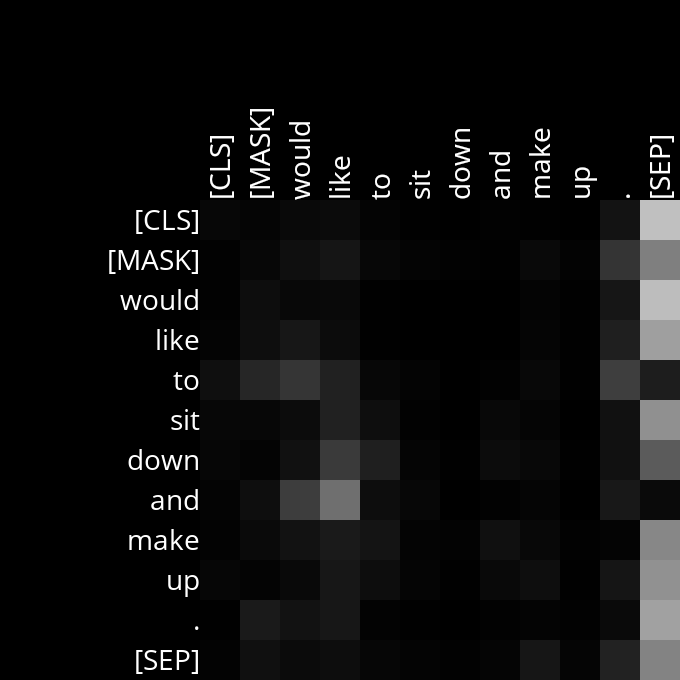 [CLS] [MASK] would like to sit down and make up . [SEP]
[CLS]
[MASK]
would
like
to
sit
down
and
make
up
.
[SEP]